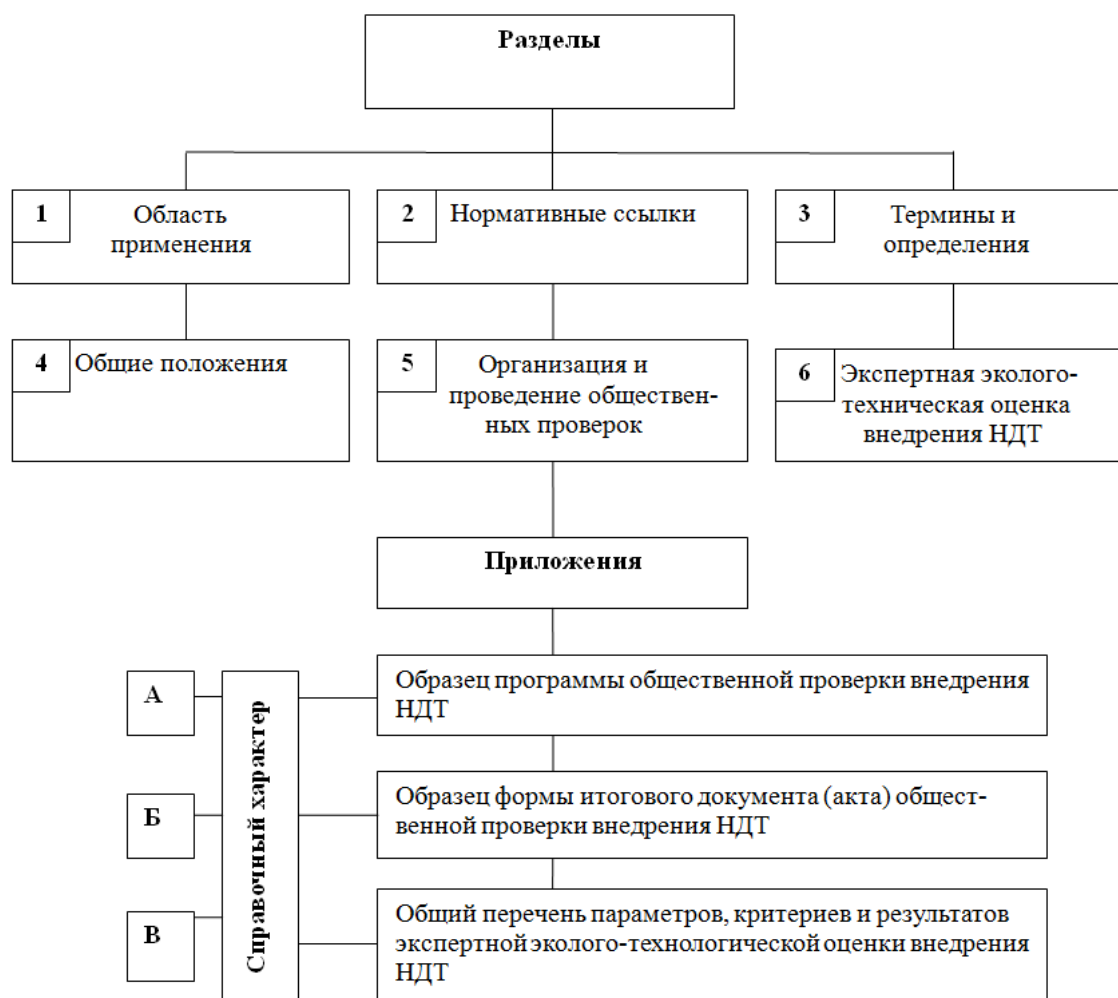 Разделы
1
Область
применения
2
Нормативные ссылки
3
Термины и
определения
4
Общие положения
5
Организация и
проведение обществен-
ных проверок
6
Экспертная эколого-
техническая оценка
внедрения НДТ
Приложения
Справочный характер
А
Образец программы общественной проверки внедрения
НДТ
Б
Образец формы итогового документа (акта) общест-
венной проверки внедрения НДТ
В
Общий перечень параметров, критериев и результатов
экспертной эколого-технологической оценки внедрения
НДТ